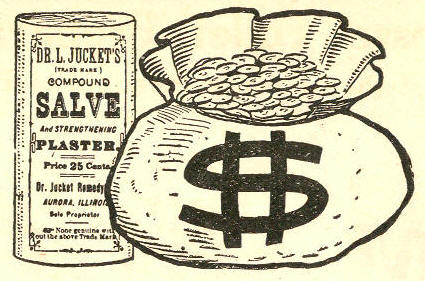 DR. L. JUCKET'S
(TRADE MARK)
COMPOUND
SALVE
And STRENGTHENING
PLASTER.
Price 25 Cents.
Dr. Jucket Remedy
AURORA, ILLINOIS
Sole Proprietor
None genuine with
out the above Trade Mark
$